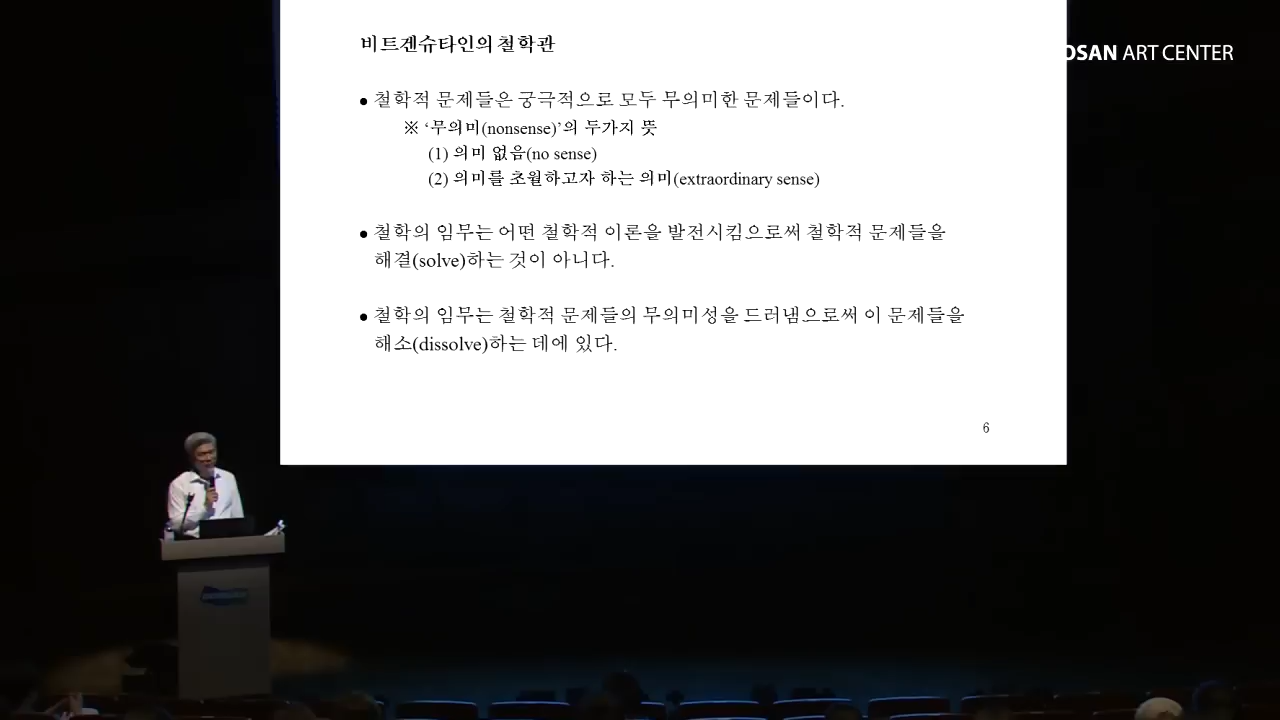 비트겐슈타인의 철학관
OSAN ART CENTER
● 철학적 문제들은 궁극적으로 모두 무의미한 문제들이다.
※ ‘무의미(nonsense)’의 두가지 뜻
(1) 의미 없음(no sense)
(2) 의미를 초월하고자 하는 의미(extraordinary sense)
● 철학의 임무는 어떤 철학적 이론을 발전시킴으로써 철학적 문제들을
해결(solve)하는 것이 아니다.
● 철학의 임무는 철학적 문제들의 무의미성을 드러냄으로써 이 문제들을
해소(dissolve)하는 데에 있다.
6